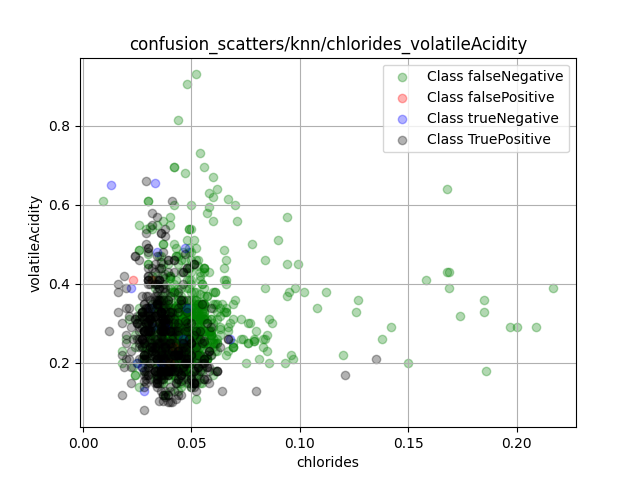 confusion_scatters/knn/chlorides_volatileAcidity
Class falseNegative
Class falsePositive
Class trueNegative
Class TruePositive
volatileAcidity
0.8
0.6
0.4
0.2
0.00
0.05
0.10
0.15
0.20
chlorides